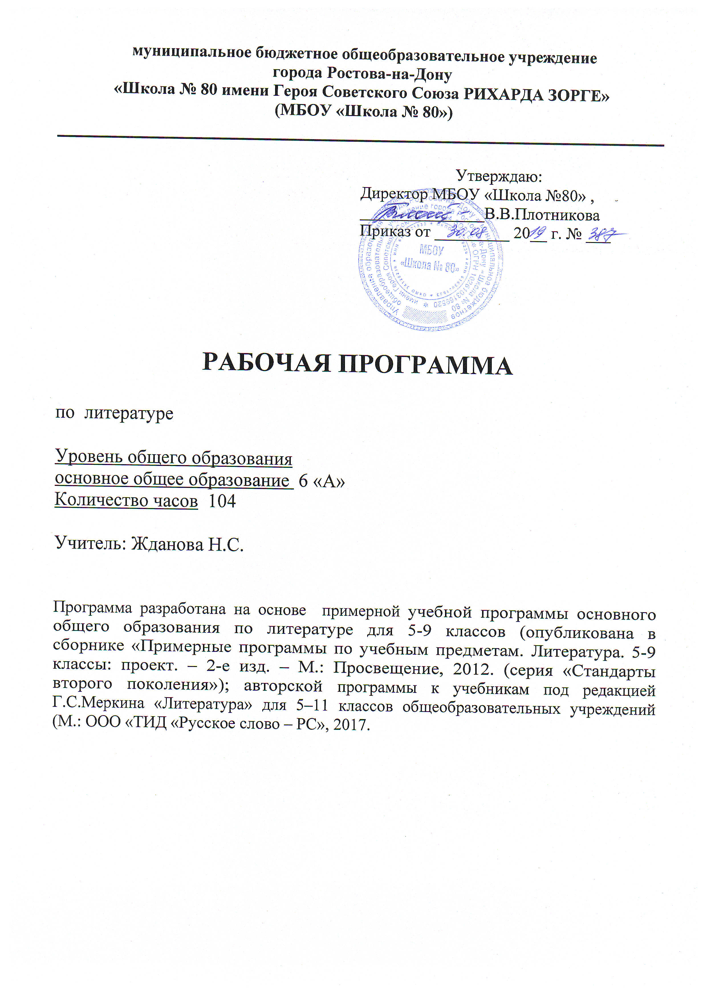 муниципальное бюджетное общеобразовательное учреждение
города Ростова-на-Дону
«Школа № 80 имени Героя Советского Союза РИХАРДА ЗОРГЕ»
(МБОУ «Школа № 80»)
Утверждаю:
Директор МБОУ «Школа №80» ,
В.В.Плотникова
Приказ от 30.08 2019 г. № 387
МБОУ
«Школа № 80»
РАБОЧАЯ ПРОГРАММА
по литературе
Уровень общего образования
основное общее образование 6 «А»
Количество часов 104
Учитель: Жданова Н.С.
Программа разработана на основе примерной учебной программы основного
общего образования по литературе для 5-9 классов (опубликована в
сборнике «Примерные программы по учебным предметам. Литература. 5-9
классы: проект. – 2-е изд. – М.: Просвещение, 2012. (серия «Стандарты
второго поколения»); авторской программы к учебникам под редакцией
Г.С.Меркина «Литература» для 5–11 классов общеобразовательных учреждений
(М.: ООО «ТИД «Русское слово – РС», 2017.